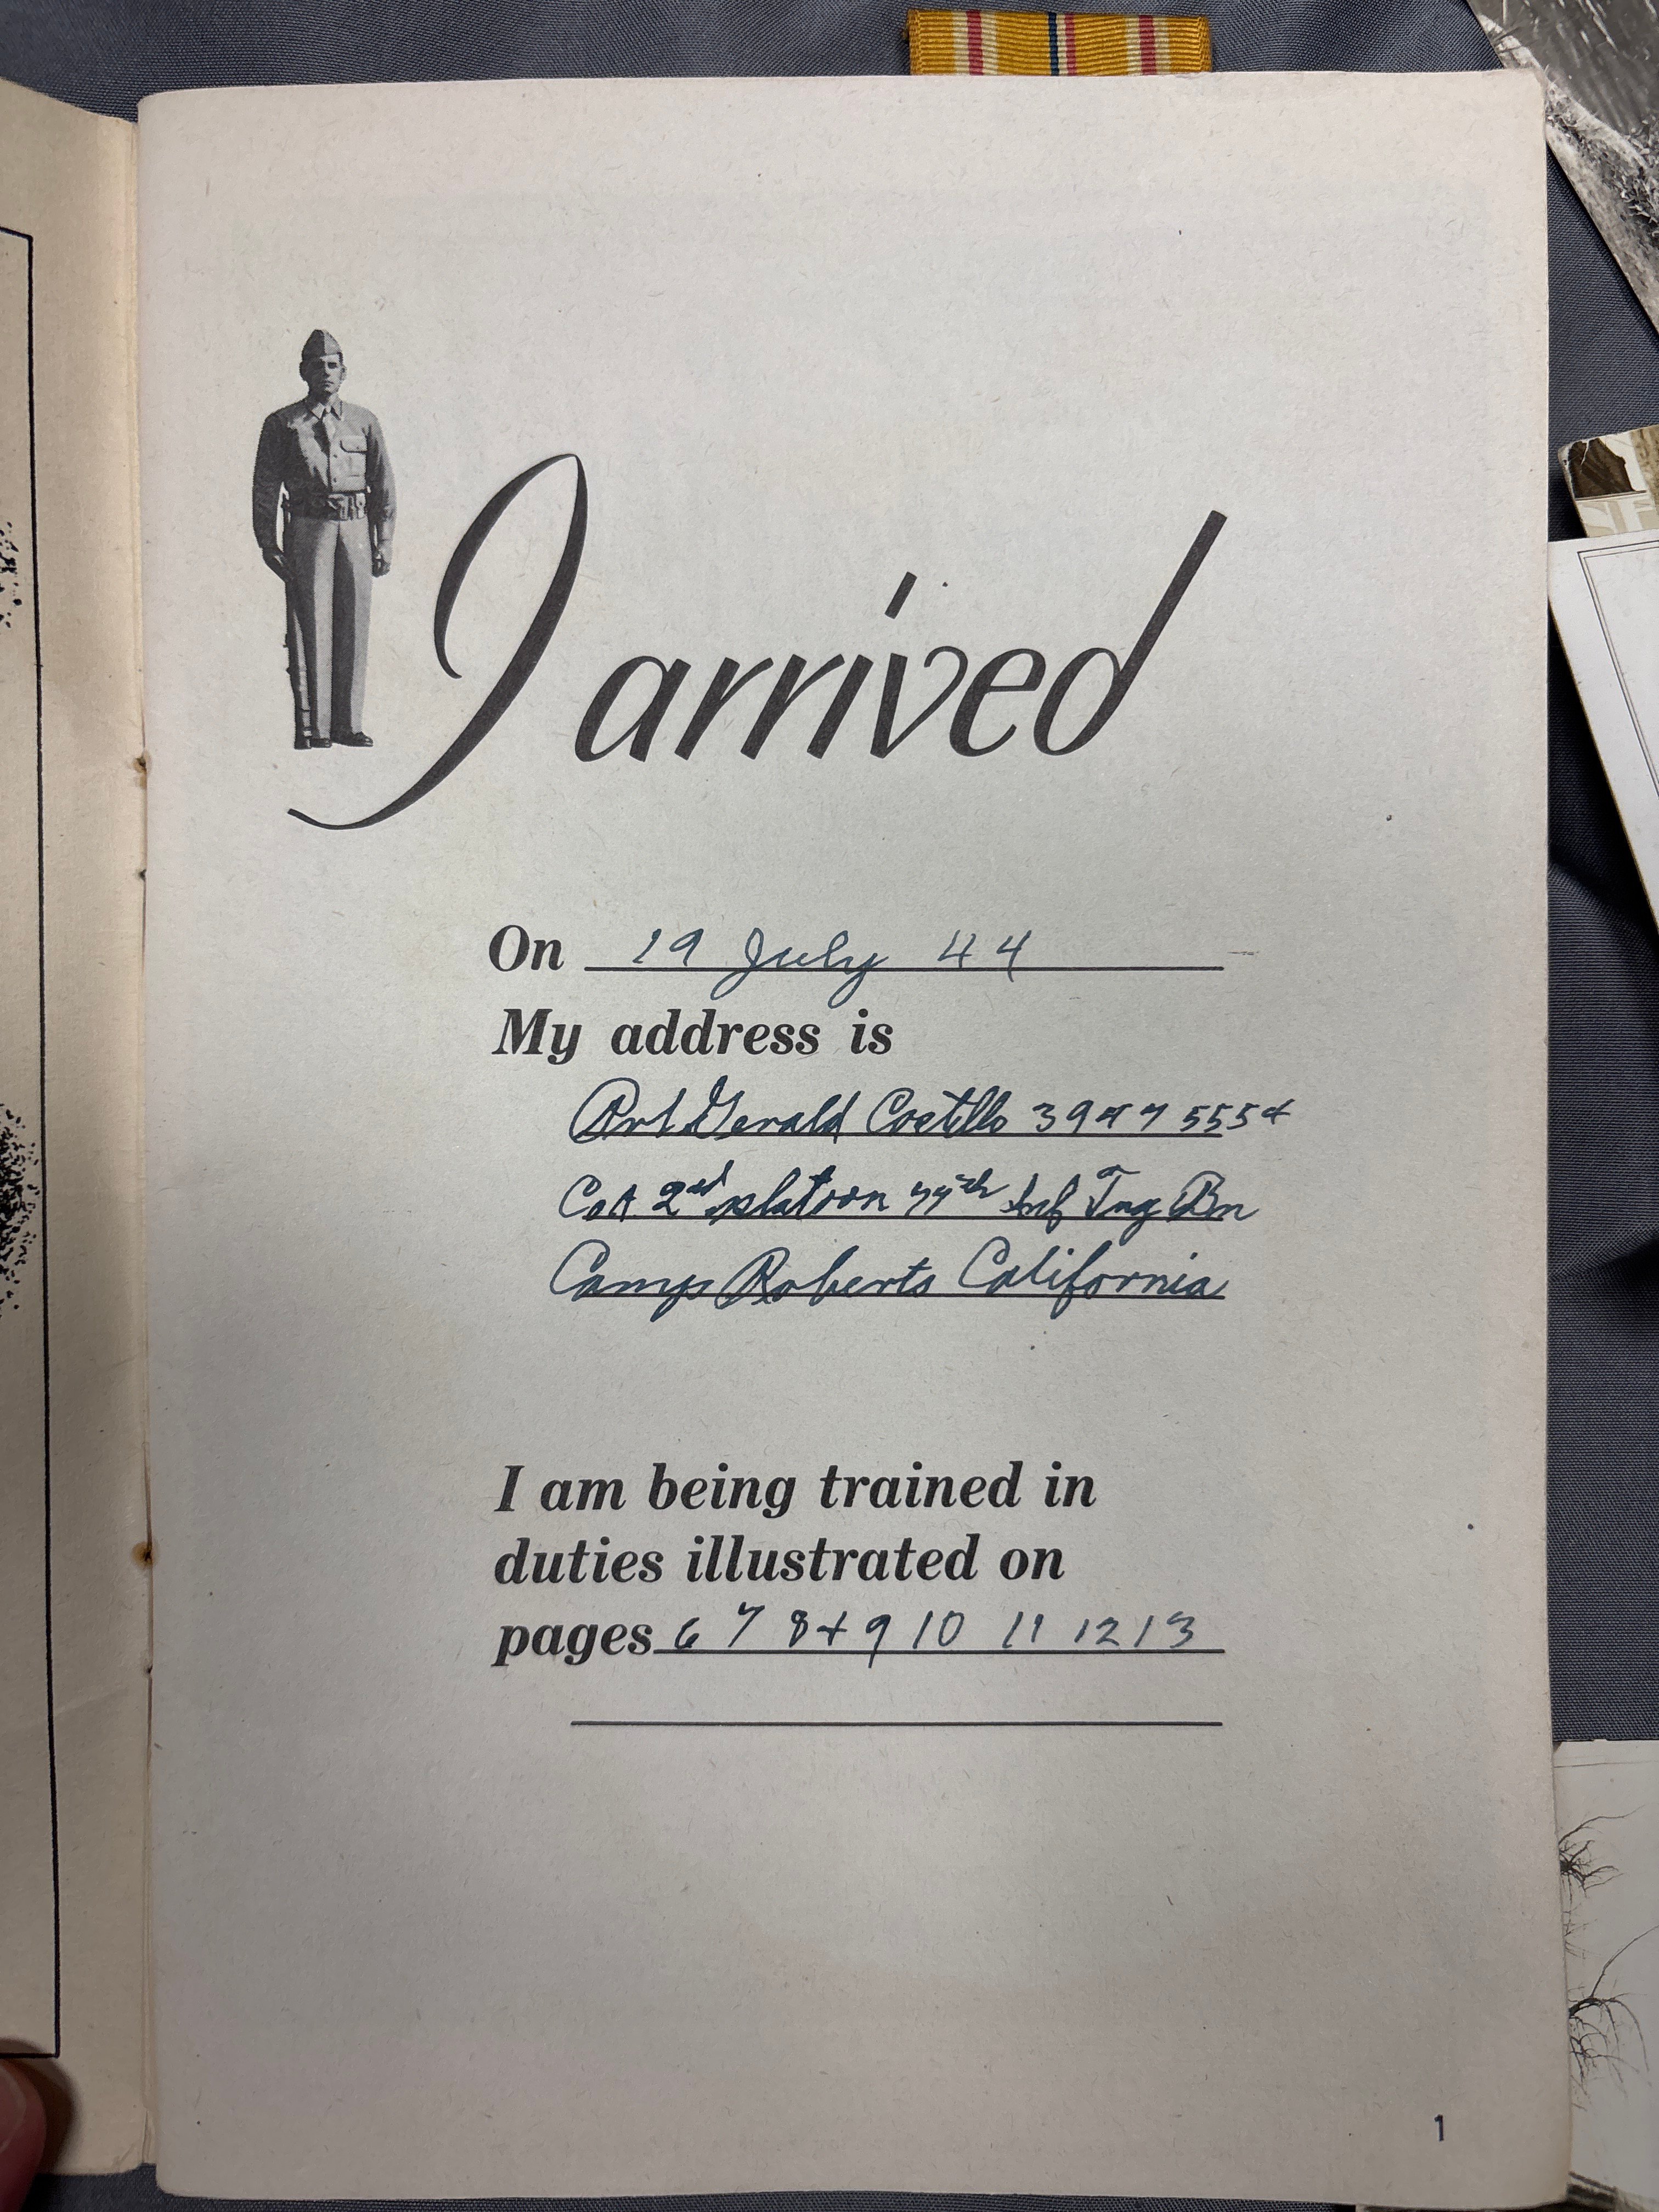 I arrived
On 19 July 44
My address is
Pvt Gerald Costello 3947 5554
Co A 2nd platoon 77th Inf Tng Bn
Camp Roberts California
I am being trained in
duties illustrated on
pages 6 7 8 + 9 10 11 12 13
1